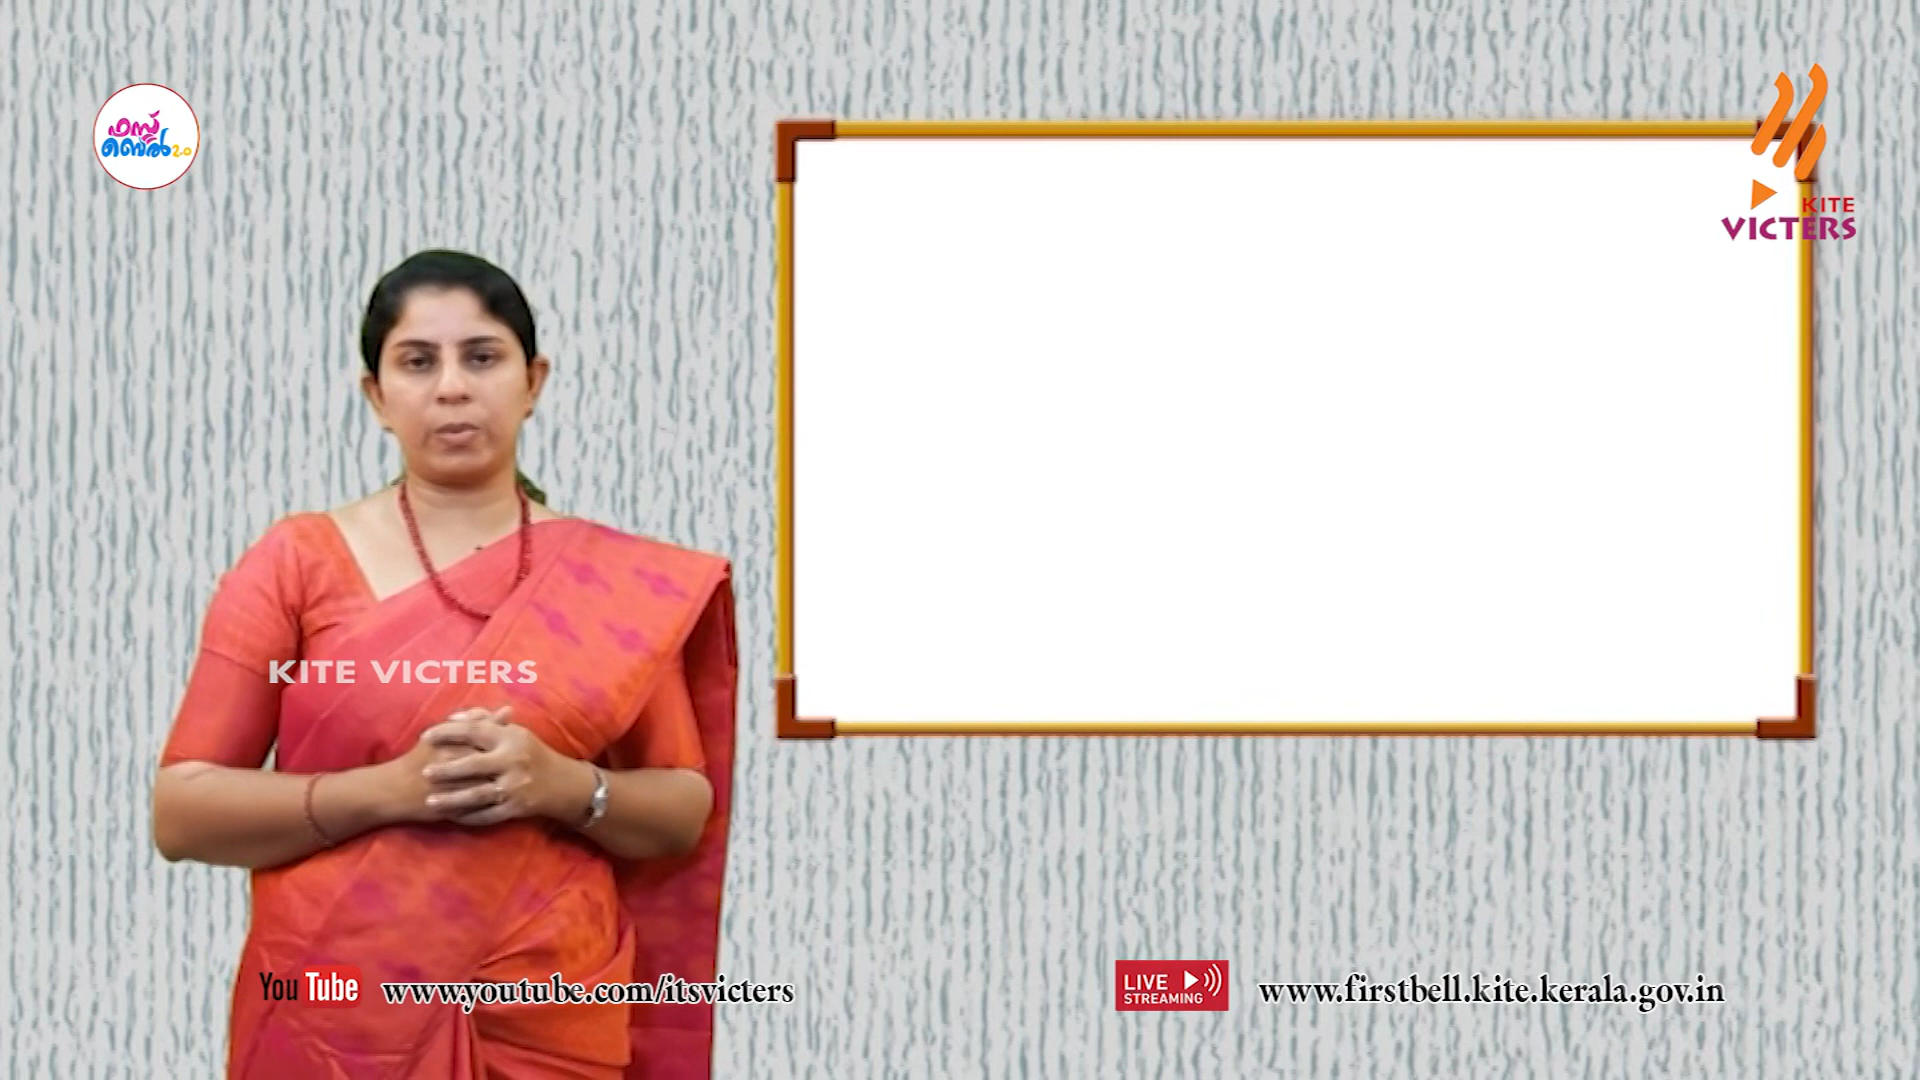 ഫസ്റ്റ്
ബെൽ 2.0
KITE
VICTERS
KITE VICTERS
You Tube www.youtube.com/itsvicters
LIVE
STREAMING
www.firstbell.kite.kerala.gov.in